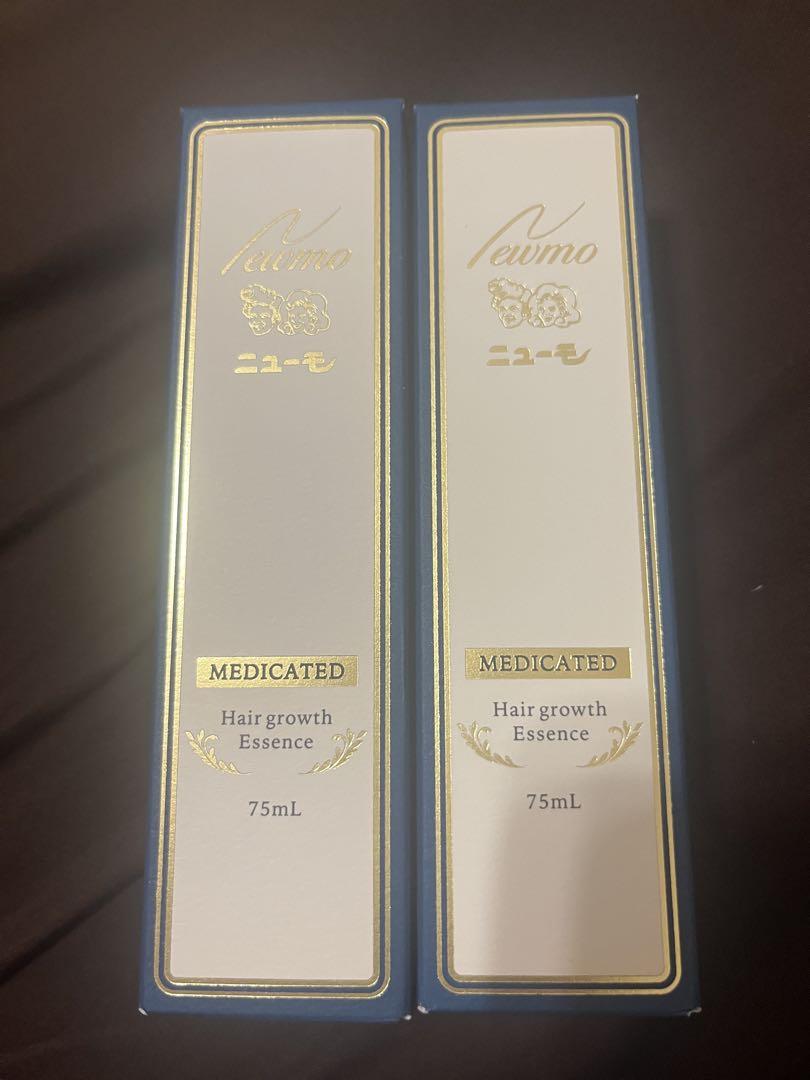 Newmo
ニューモ
MEDICATED
Hair growth
Essence
75mL
Newmo
ニューモ
MEDICATED
Hair growth
Essence
75mL